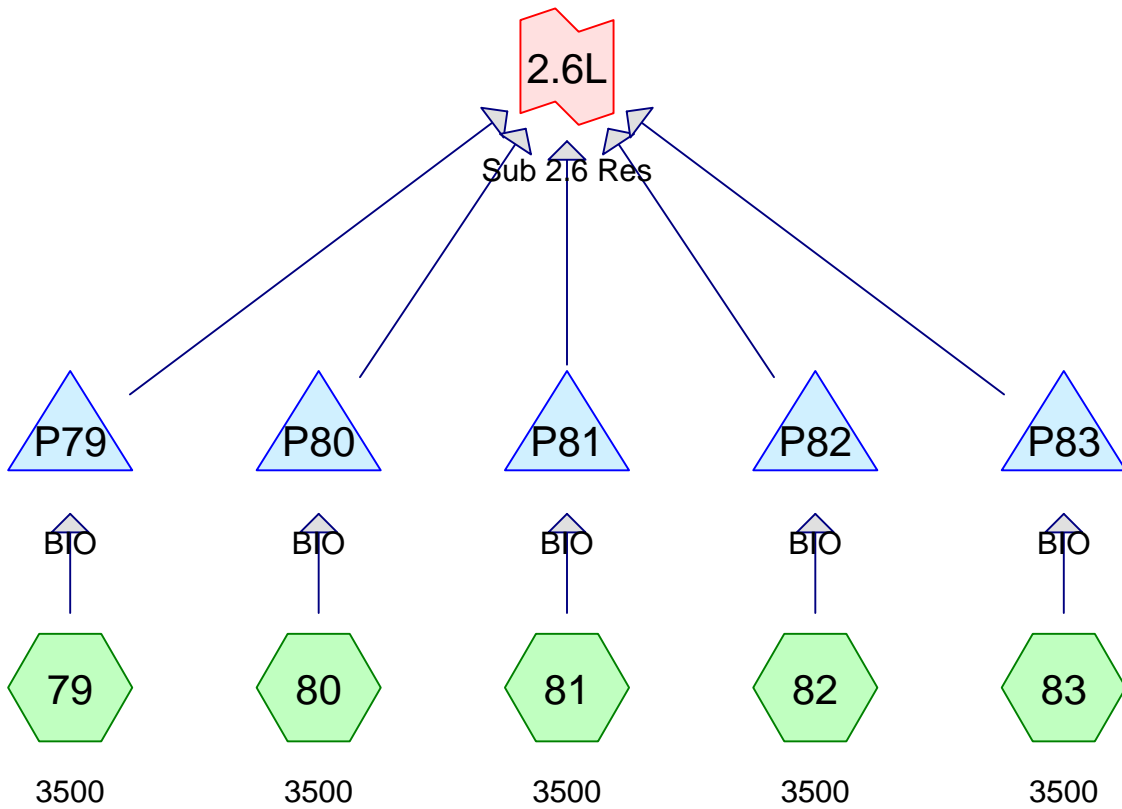 2.6L
Sub 2.6 Res
P79 P80 P81 P82 P83
BIO BIO BIO BIO BIO
79 80 81 82 83
3500 3500 3500 3500 3500